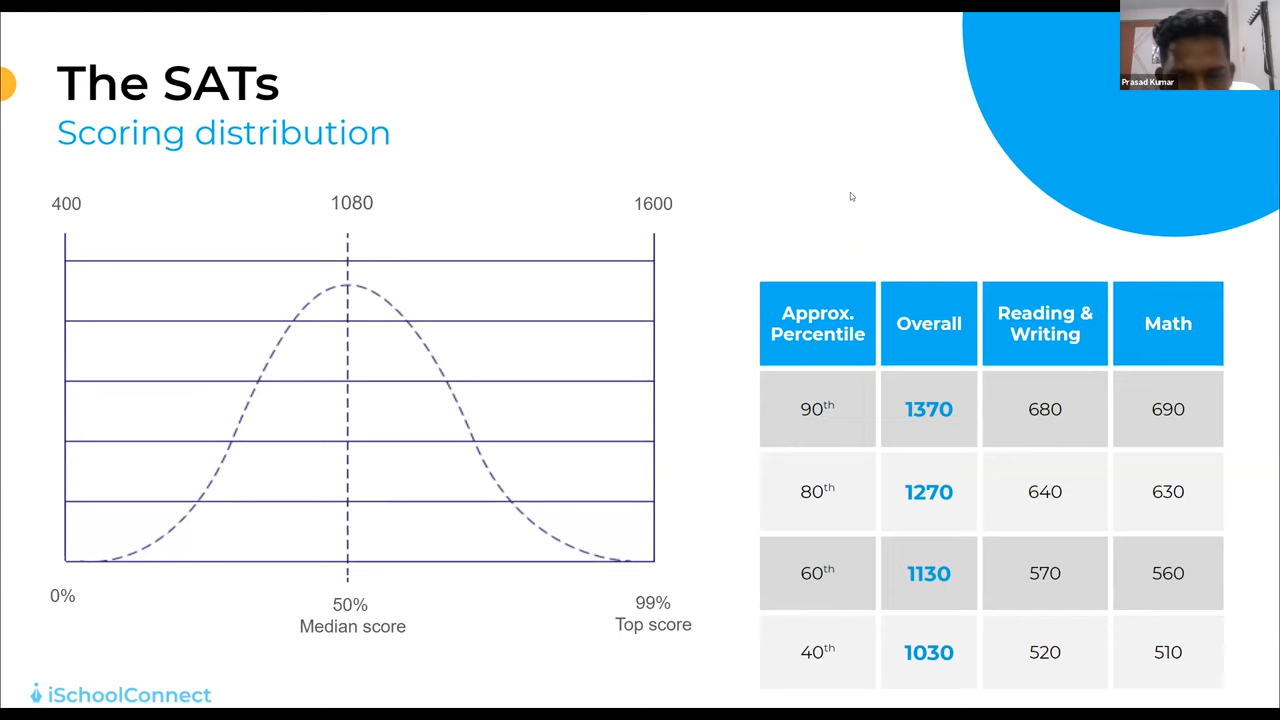 The SATs
Scoring distribution
Prasad Kumar
400 1080 1600
0%
50%
Median score
99%
Top score
Approx. Percentile Overall Reading & Writing Math
90th 1370 680 690
80th 1270 640 630
60th 1130 570 560
40th 1030 520 510
iSchoolConnect